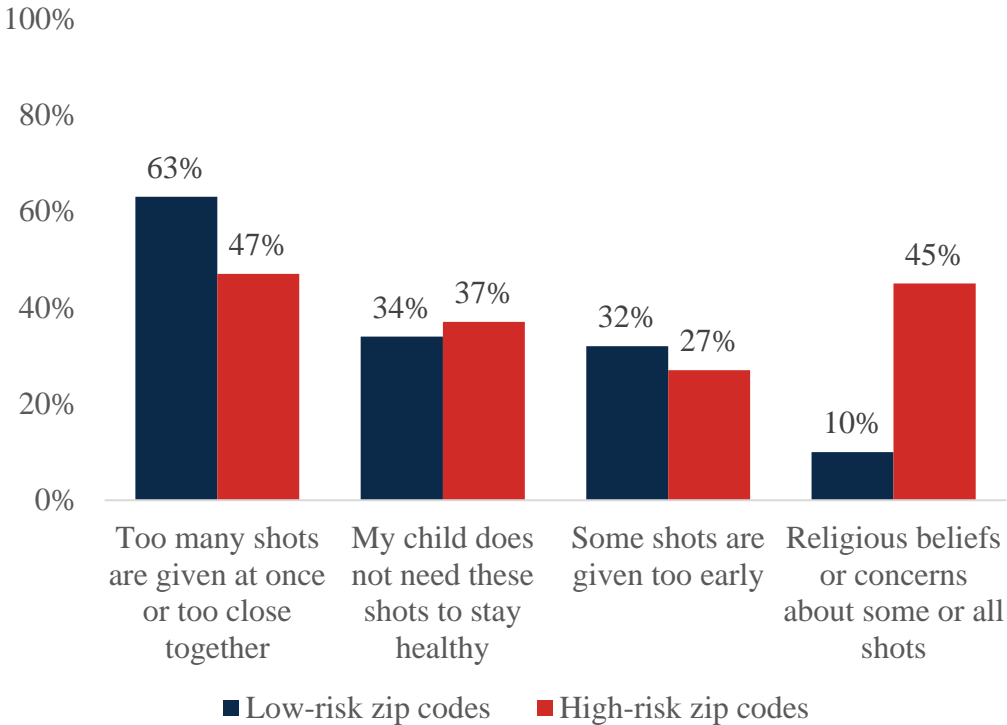 100%
80%
60%
40%
20%
0%
63%
47%
34%
37%
32%
27%
10%
45%
Too many shots
are given at once
or too close
together
My child does
not need these
shots to stay
healthy
Some shots are
given too early
Religious beliefs
or concerns
about some or all
shots
Low-risk zip codes
High-risk zip codes